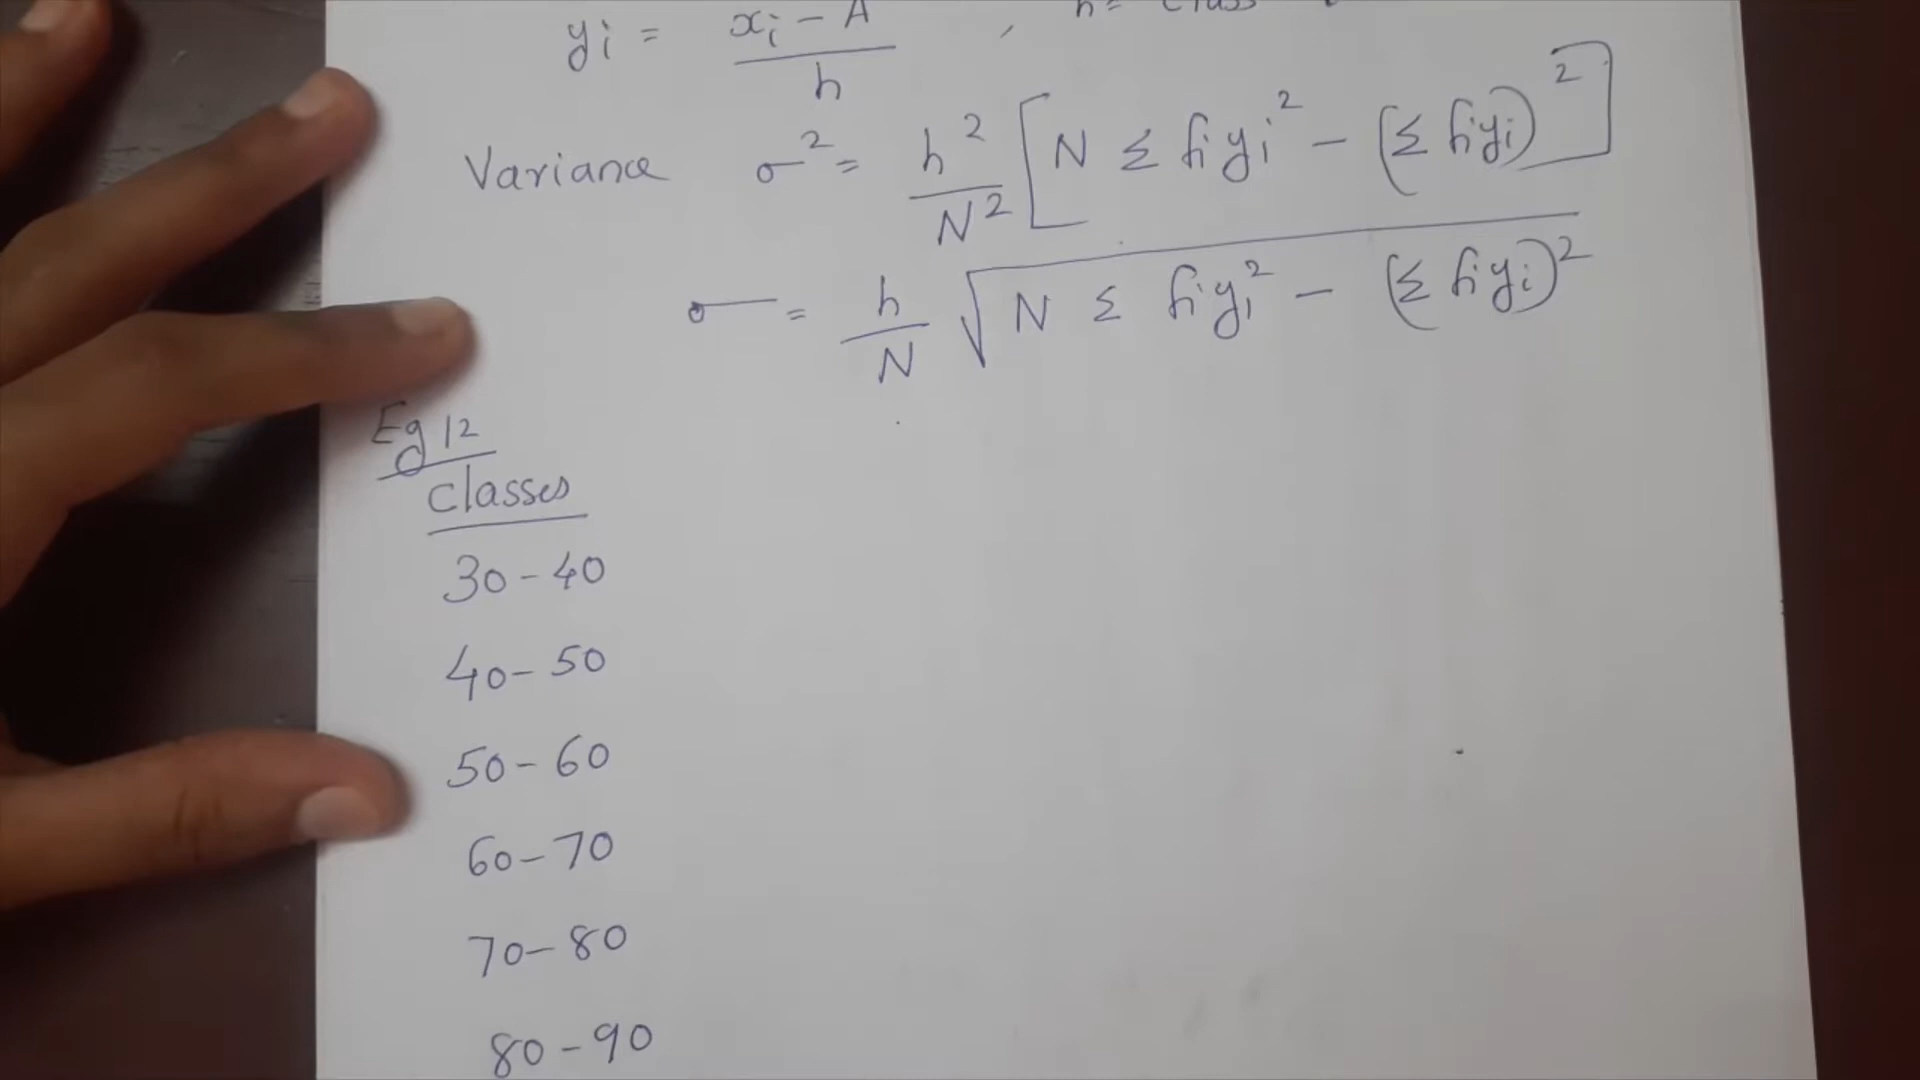 yi = xi - A / h , h = class
Variance σ² = h²/N² [N Σ fiyi² - (Σ fiyi)²]
σ = h/N √N Σ fiyi² - (Σ fiyi)²
Eg 12
Classes
30-40
40-50
50-60
60-70
70-80
80-90